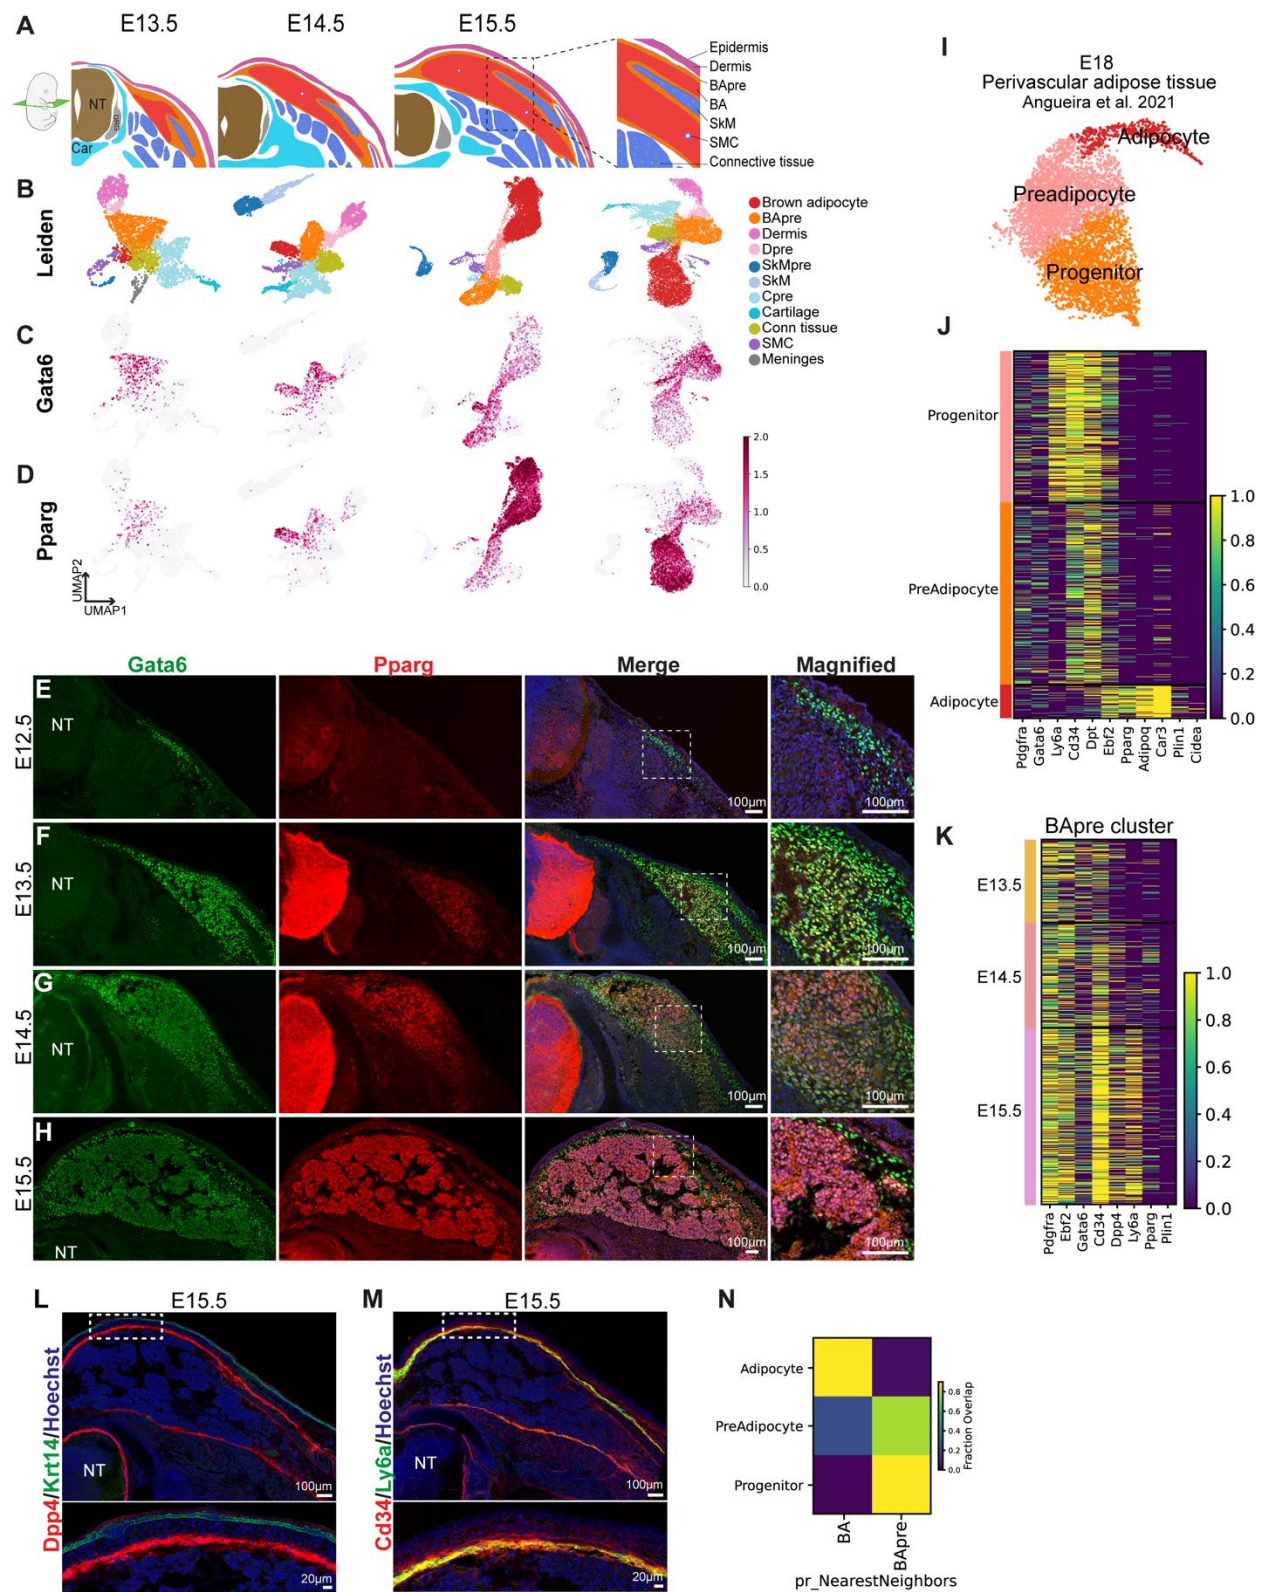 A
E13.5
E14.5
E15.5
NT
DRG
Car
Epidermis
Dermis
BApre
BA
SkM
SMC
Connective tissue
B
Leiden
Brown adipocyte
BApre
Dermis
Dpre
SkMpre
SkM
Cpre
Cartilage
Conn tissue
SMC
Meninges
C
Gata6
D
Pparg
2.0
1.5
1.0
0.5
0.0
UMAP2
UMAP1
Gata6
Pparg
Merge
Magnified
E
E12.5
NT
100µm
100µm
F
E13.5
NT
100µm
100µm
G
E14.5
NT
100µm
100µm
H
E15.5
NT
100µm
100µm
I
E18
Perivascular adipose tissue
Angueira et al. 2021
Adipocyte
Preadipocyte
Progenitor
J
Progenitor
PreAdipocyte
Adipocyte
1.0
0.8
0.6
0.4
0.2
0.0
Pdgfra
Gata6
Ly6a
Cd34
Dpt
Ebf2
Pparg
Adipoq
Car3
Plin1
Cidea
K
BApre cluster
E13.5
E14.5
E15.5
1.0
0.8
0.6
0.4
0.2
0.0
Pdgfra
Ebf2
Gata6
Cd34
Dpp4
Ly6a
Pparg
Plin1
L
E15.5
Dpp4/Krt14/Hoechst
NT
100µm
20µm
M
E15.5
Cd34/Ly6a/Hoechst
NT
100µm
20µm
N
Adipocyte
PreAdipocyte
Progenitor
BA
BApre
pr_NearestNeighbors
0.8
0.6
0.4
0.2
0.0
Fraction Overlap